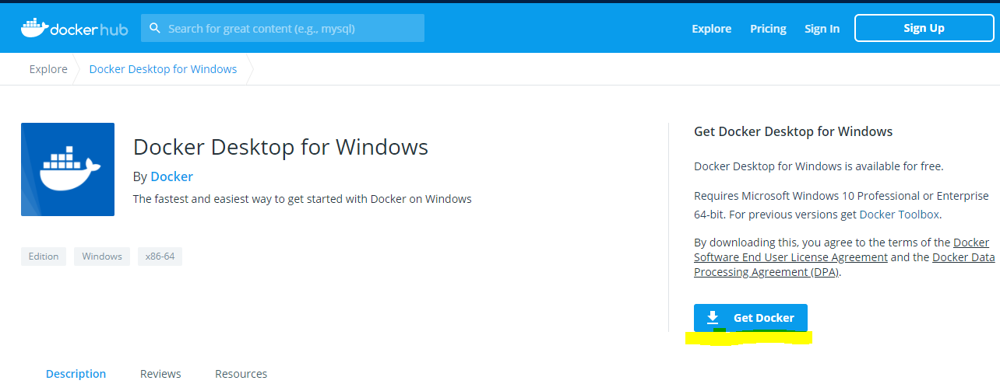 docker hub
Search for great content (e.g., mysql)
Explore
Pricing
Sign In
Sign Up
Explore
Docker Desktop for Windows
Docker Desktop for Windows
By Docker
The fastest and easiest way to get started with Docker on Windows
Edition
Windows
x86-64
Get Docker Desktop for Windows
Docker Desktop for Windows is available for free.
Requires Microsoft Windows 10 Professional or Enterprise
64-bit. For previous versions get Docker Toolbox.
By downloading this, you agree to the terms of the Docker
Software End User License Agreement and the Docker Data
Processing Agreement (DPA).
Get Docker
Description
Reviews
Resources